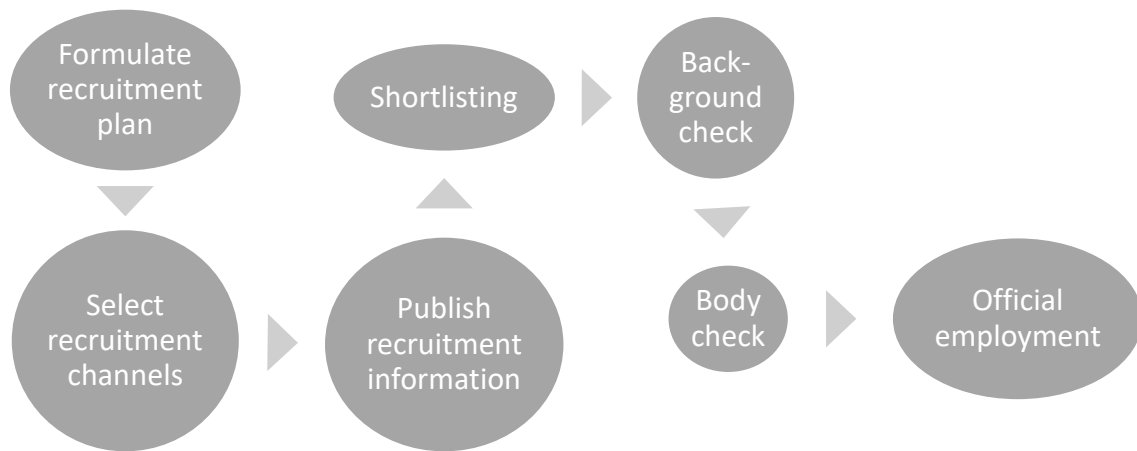 Formulate
recruitment
plan
Select
recruitment
channels
Publish
recruitment
information
Shortlisting
Back-
ground
check
Body
check
Official
employment